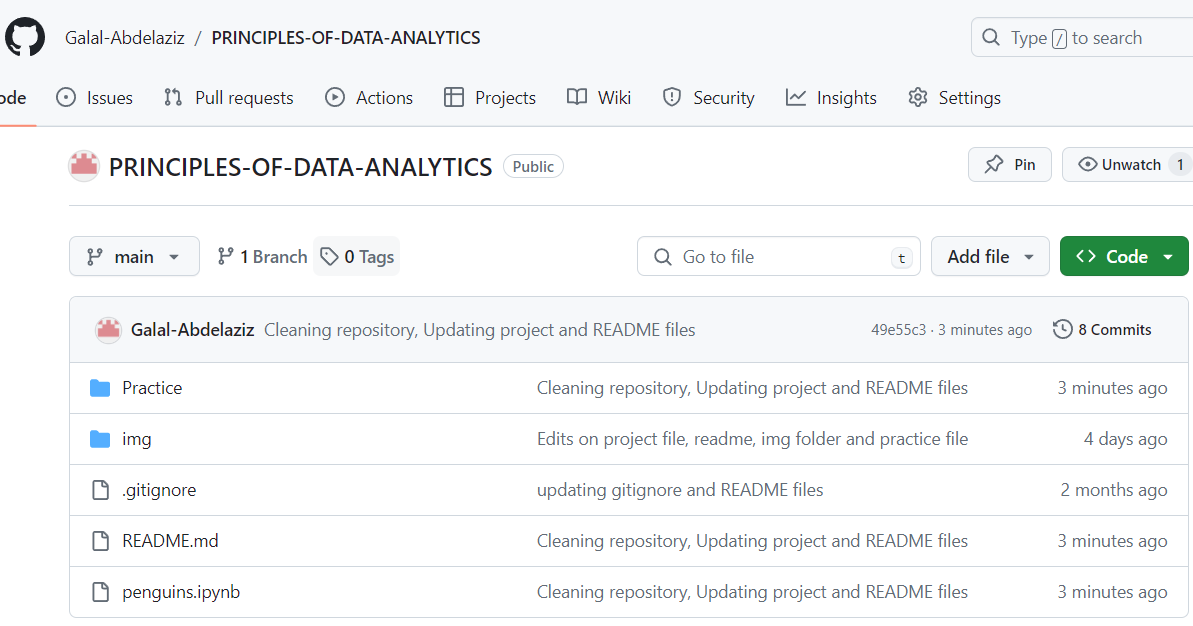 Galal-Abdelaziz / PRINCIPLES-OF-DATA-ANALYTICS Type / to search
ode Issues Pull requests Actions Projects Wiki Security Insights Settings
PRINCIPLES-OF-DATA-ANALYTICS Public Pin Unwatch 1
main 1 Branch 0 Tags Go to file t Add file Code
Galal-Abdelaziz Cleaning repository, Updating project and README files 49e55c3 · 3 minutes ago 8 Commits
Practice Cleaning repository, Updating project and README files 3 minutes ago
img Edits on project file, readme, img folder and practice file 4 days ago
.gitignore updating gitignore and README files 2 months ago
README.md Cleaning repository, Updating project and README files 3 minutes ago
penguins.ipynb Cleaning repository, Updating project and README files 3 minutes ago